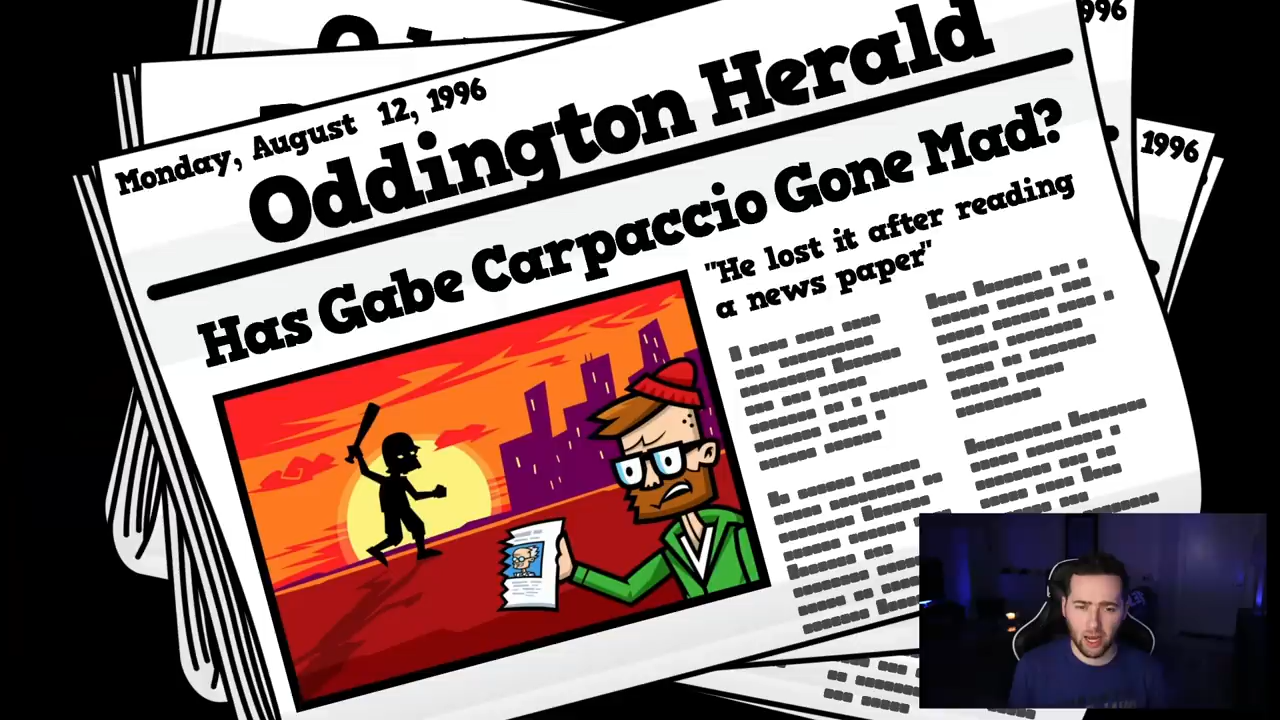 Monday, August 12, 1996
Oddington Herald
Has Gabe Carpaccio Gone Mad?
"He lost it after reading
a news paper"
996
1996